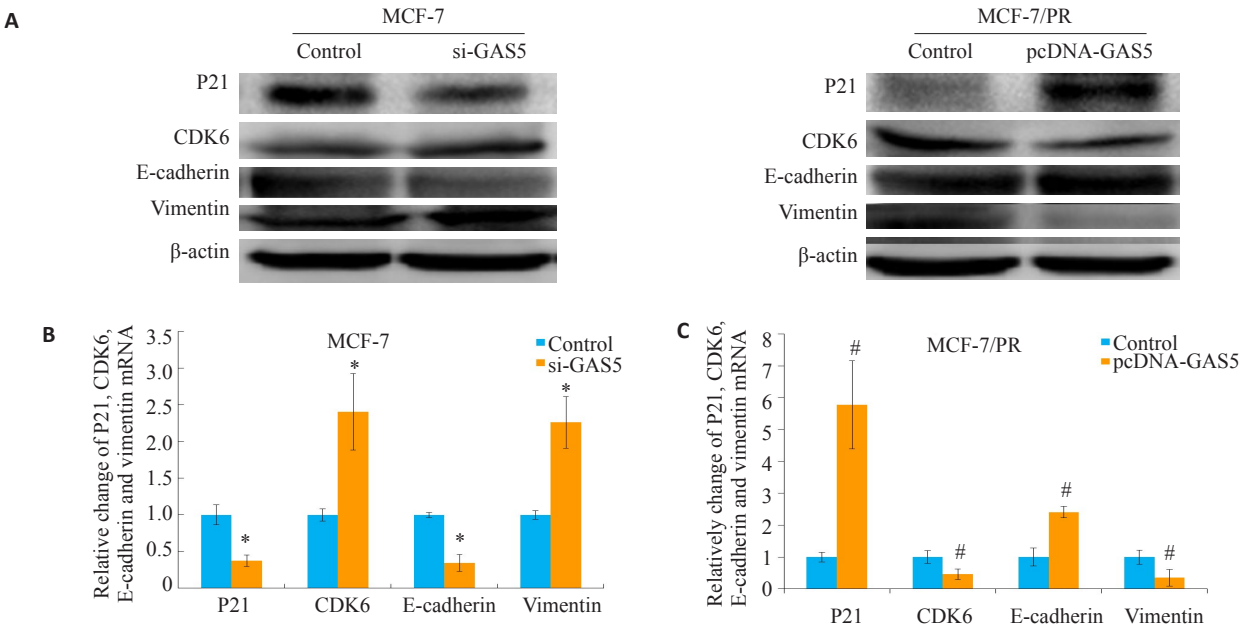 A
MCF-7
Control si-GAS5
P21
CDK6
E-cadherin
Vimentin
β-actin
MCF-7/PR
Control pcDNA-GAS5
P21
CDK6
E-cadherin
Vimentin
β-actin
B
Relative change of P21, CDK6,
E-cadherin and vimentin mRNA
MCF-7
Control
si-GAS5
3.5
3.0
2.5
2.0
1.5
1.0
0.5
0
* * * *
P21 CDK6 E-cadherin Vimentin
C
Relatively change of P21, CDK6,
E-cadherin and vimentin mRNA
MCF-7/PR
Control
pcDNA-GAS5
8
7
6
5
4
3
2
1
0
# # # #
P21 CDK6 E-cadherin Vimentin